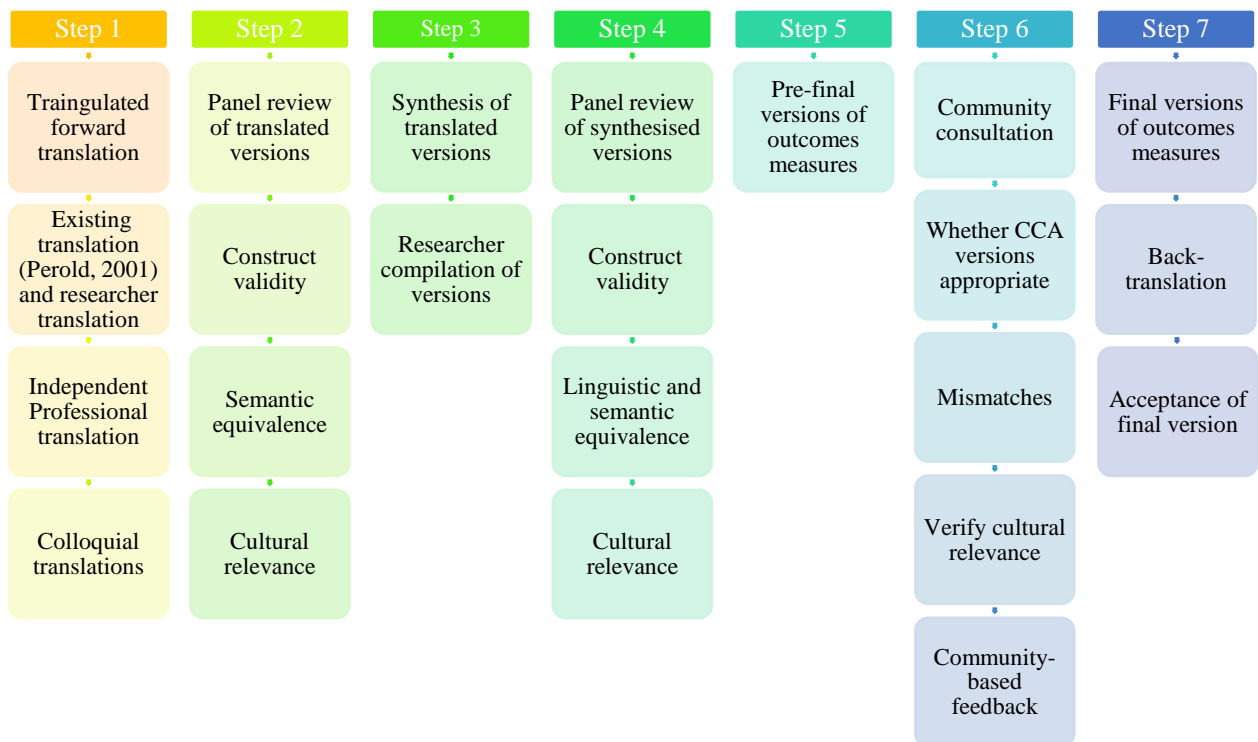 Step 1
Traingulated
forward
translation
Existing
translation
(Perold, 2001)
and researcher
translation
Independent
Professional
translation
Colloquial
translations
Step 2
Panel review
of translated
versions
Construct
validity
Semantic
equivalence
Cultural
relevance
Step 3
Synthesis of
translated
versions
Researcher
compilation of
versions
Step 4
Panel review
of synthesised
versions
Construct
validity
Linguistic and
semantic
equivalence
Cultural
relevance
Step 5
Pre-final
versions of
outcomes
measures
Step 6
Community
consultation
Whether CCA
versions
appropriate
Mismatches
Verify cultural
relevance
Community-
based
feedback
Step 7
Final versions
of outcomes
measures
Back-
translation
Acceptance of
final version